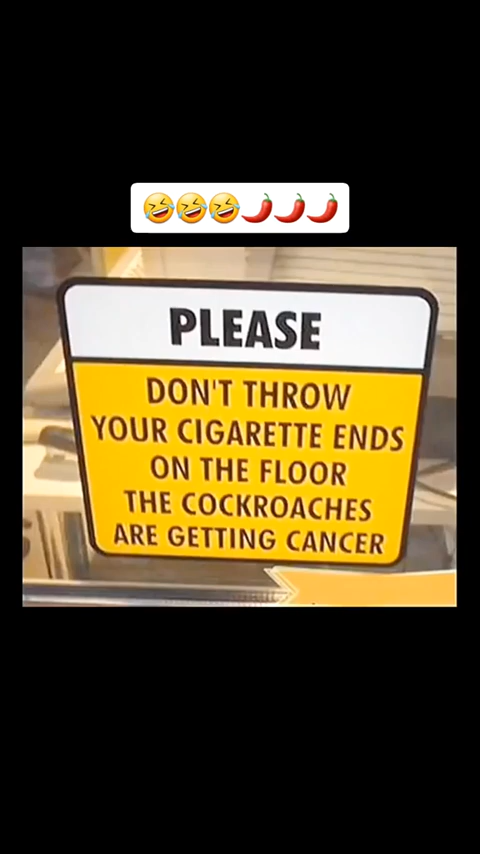 🤣🤣🤣🌶️🌶️🌶️
PLEASE
DON'T THROW
YOUR CIGARETTE ENDS
ON THE FLOOR
THE COCKROACHES
ARE GETTING CANCER